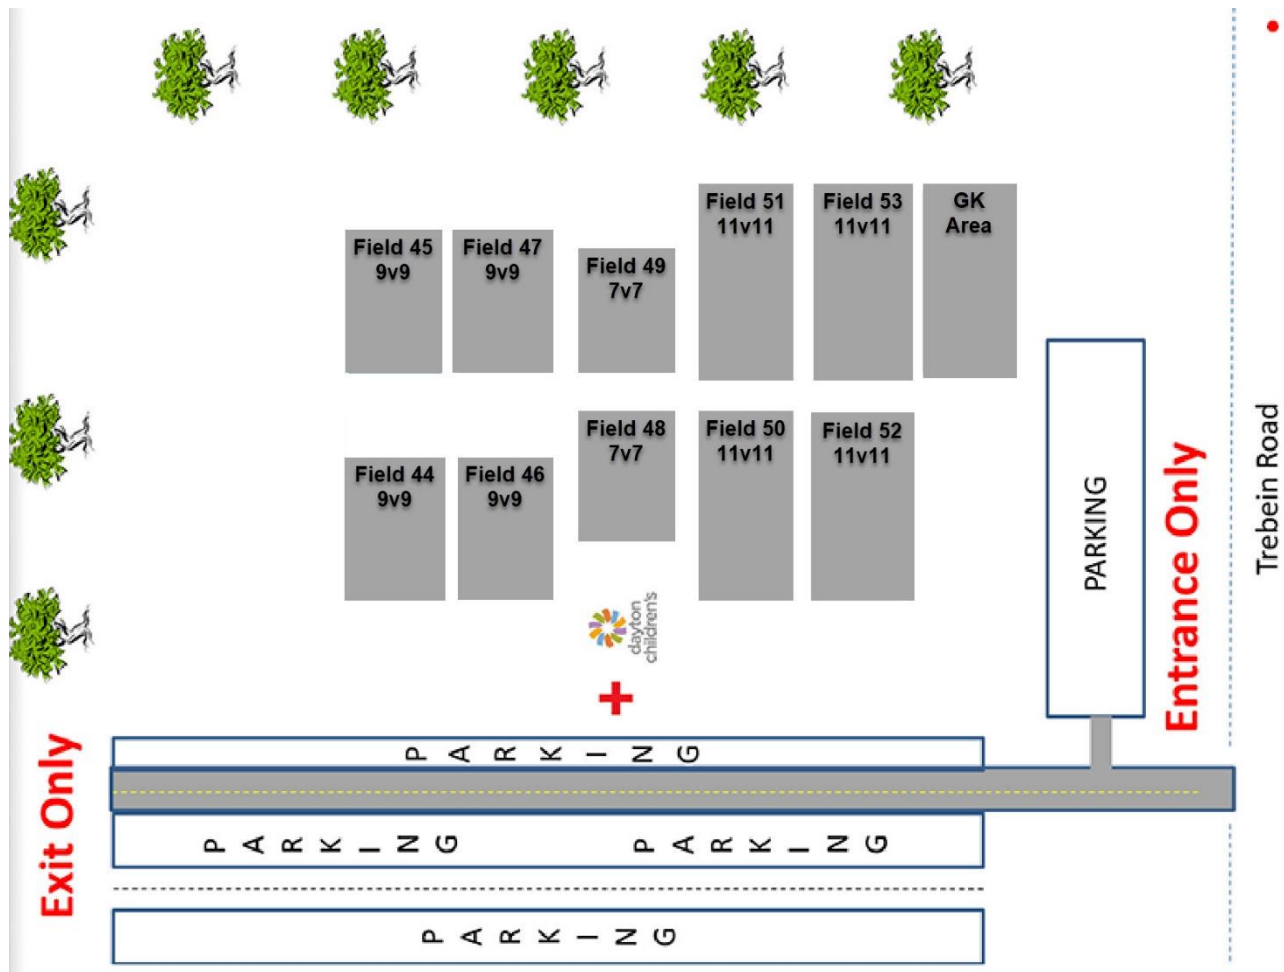 Field 51
11v11
Field 53
11v11
GK
Area
Field 45
9v9
Field 47
9v9
Field 49
7v7
Field 48
7v7
Field 50
11v11
Field 52
11v11
Field 44
9v9
Field 46
9v9
dayton
children's
PARKING
Entrance Only
Trebein Road
Exit Only
PARKING
PARKING
PARKING
PARKING